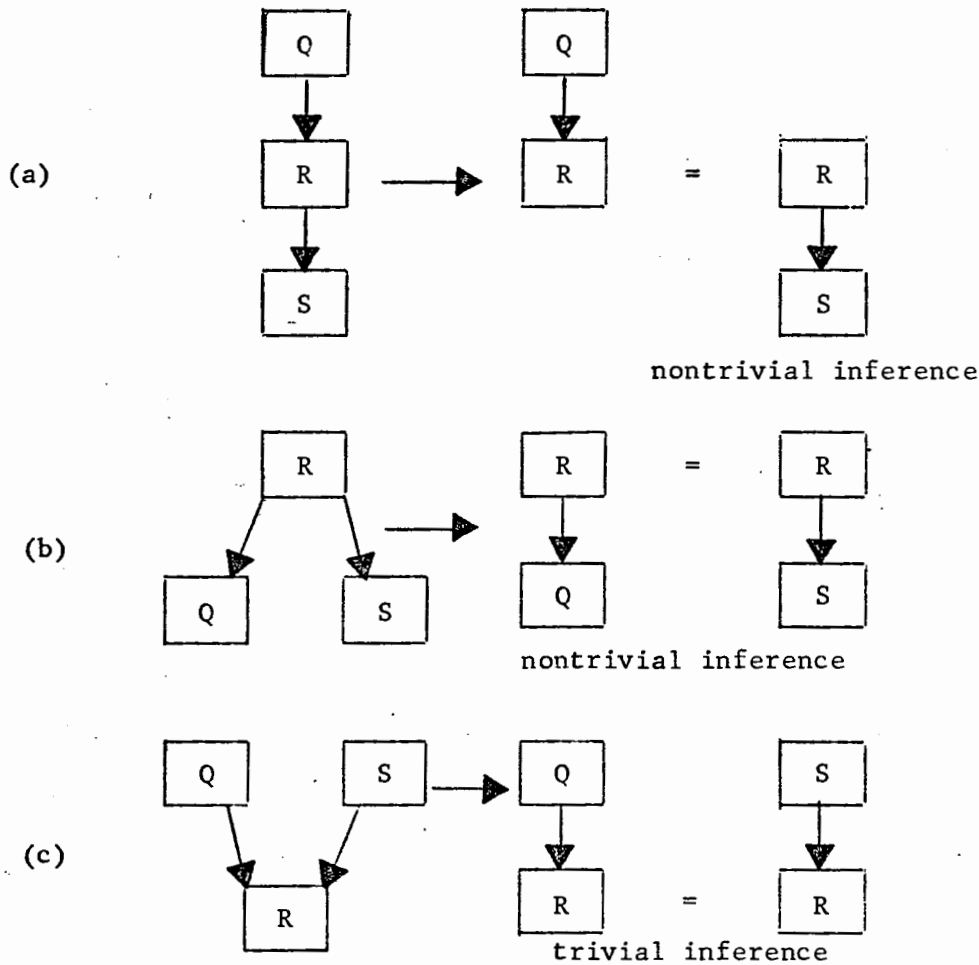 Q Q
(a) R R = R
S S
nontrivial inference
R R = R
(b)
Q S Q S
nontrivial inference
Q S Q S
(c)
R R = R
trivial inference